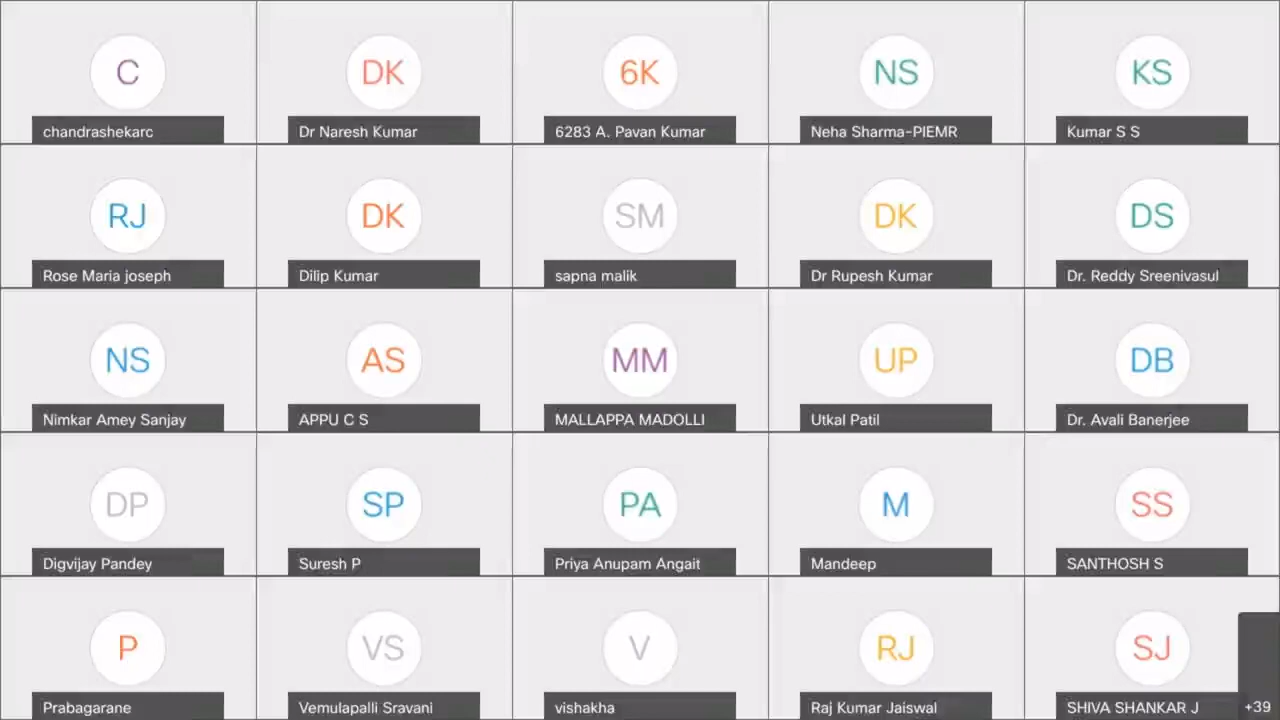 C
DK
6K
NS
KS
chandrashekarc
Dr Naresh Kumar
6283 A. Pavan Kumar
Neha Sharma-PIEMR
Kumar S S
RJ
DK
SM
DK
DS
Rose Maria joseph
Dilip Kumar
sapna malik
Dr Rupesh Kumar
Dr. Reddy Sreenivasul
NS
AS
MM
UP
DB
Nimkar Amey Sanjay
APPU C S
MALLAPPA MADOLLI
Utkal Patil
Dr. Avali Banerjee
DP
SP
PA
M
SS
Digvijay Pandey
Suresh P
Priya Anupam Angait
Mandeep
SANTHOSH S
P
VS
V
RJ
SJ
Prabagarane
Vemulapalli Sravani
vishakha
Raj Kumar Jaiswal
SHIVA SHANKAR J
+39